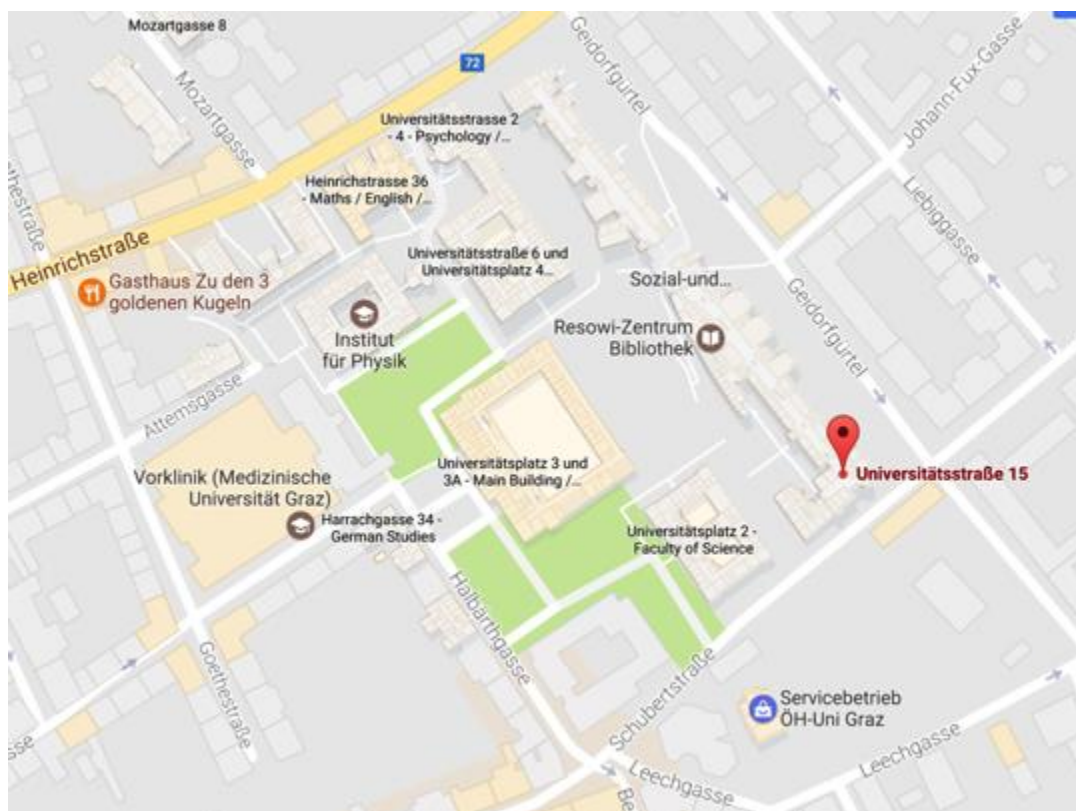 Mozartgasse 8
Mozartgasse
72
Geidorfgürtel
Johann-Fux-Gasse
Universitätsstrasse 2
- 4 - Psychology /...
Goethestraße
Heinrichstrasse 36
- Maths / English /...
Liebiggasse
Heinrichstraße
Universitätsstraße 6 und
Universitätsplatz 4...
Gasthaus Zu den 3
goldenen Kugeln
Sozial-und...
Geidorfgürtel
Institut
für Physik
Resowi-Zentrum
Bibliothek
Attemsgasse
Universitätsplatz 3 und
3A - Main Building /...
Universitätsstraße 15
Vorklinik (Medizinische
Universität Graz)
Harrachgasse 34 -
German Studies
Universitätsplatz 2 -
Faculty of Science
Halbärthgasse
Goethestraße
Schubertstraße
Servicebetrieb
ÖH-Uni Graz
Leechgasse
Leechgasse
Be